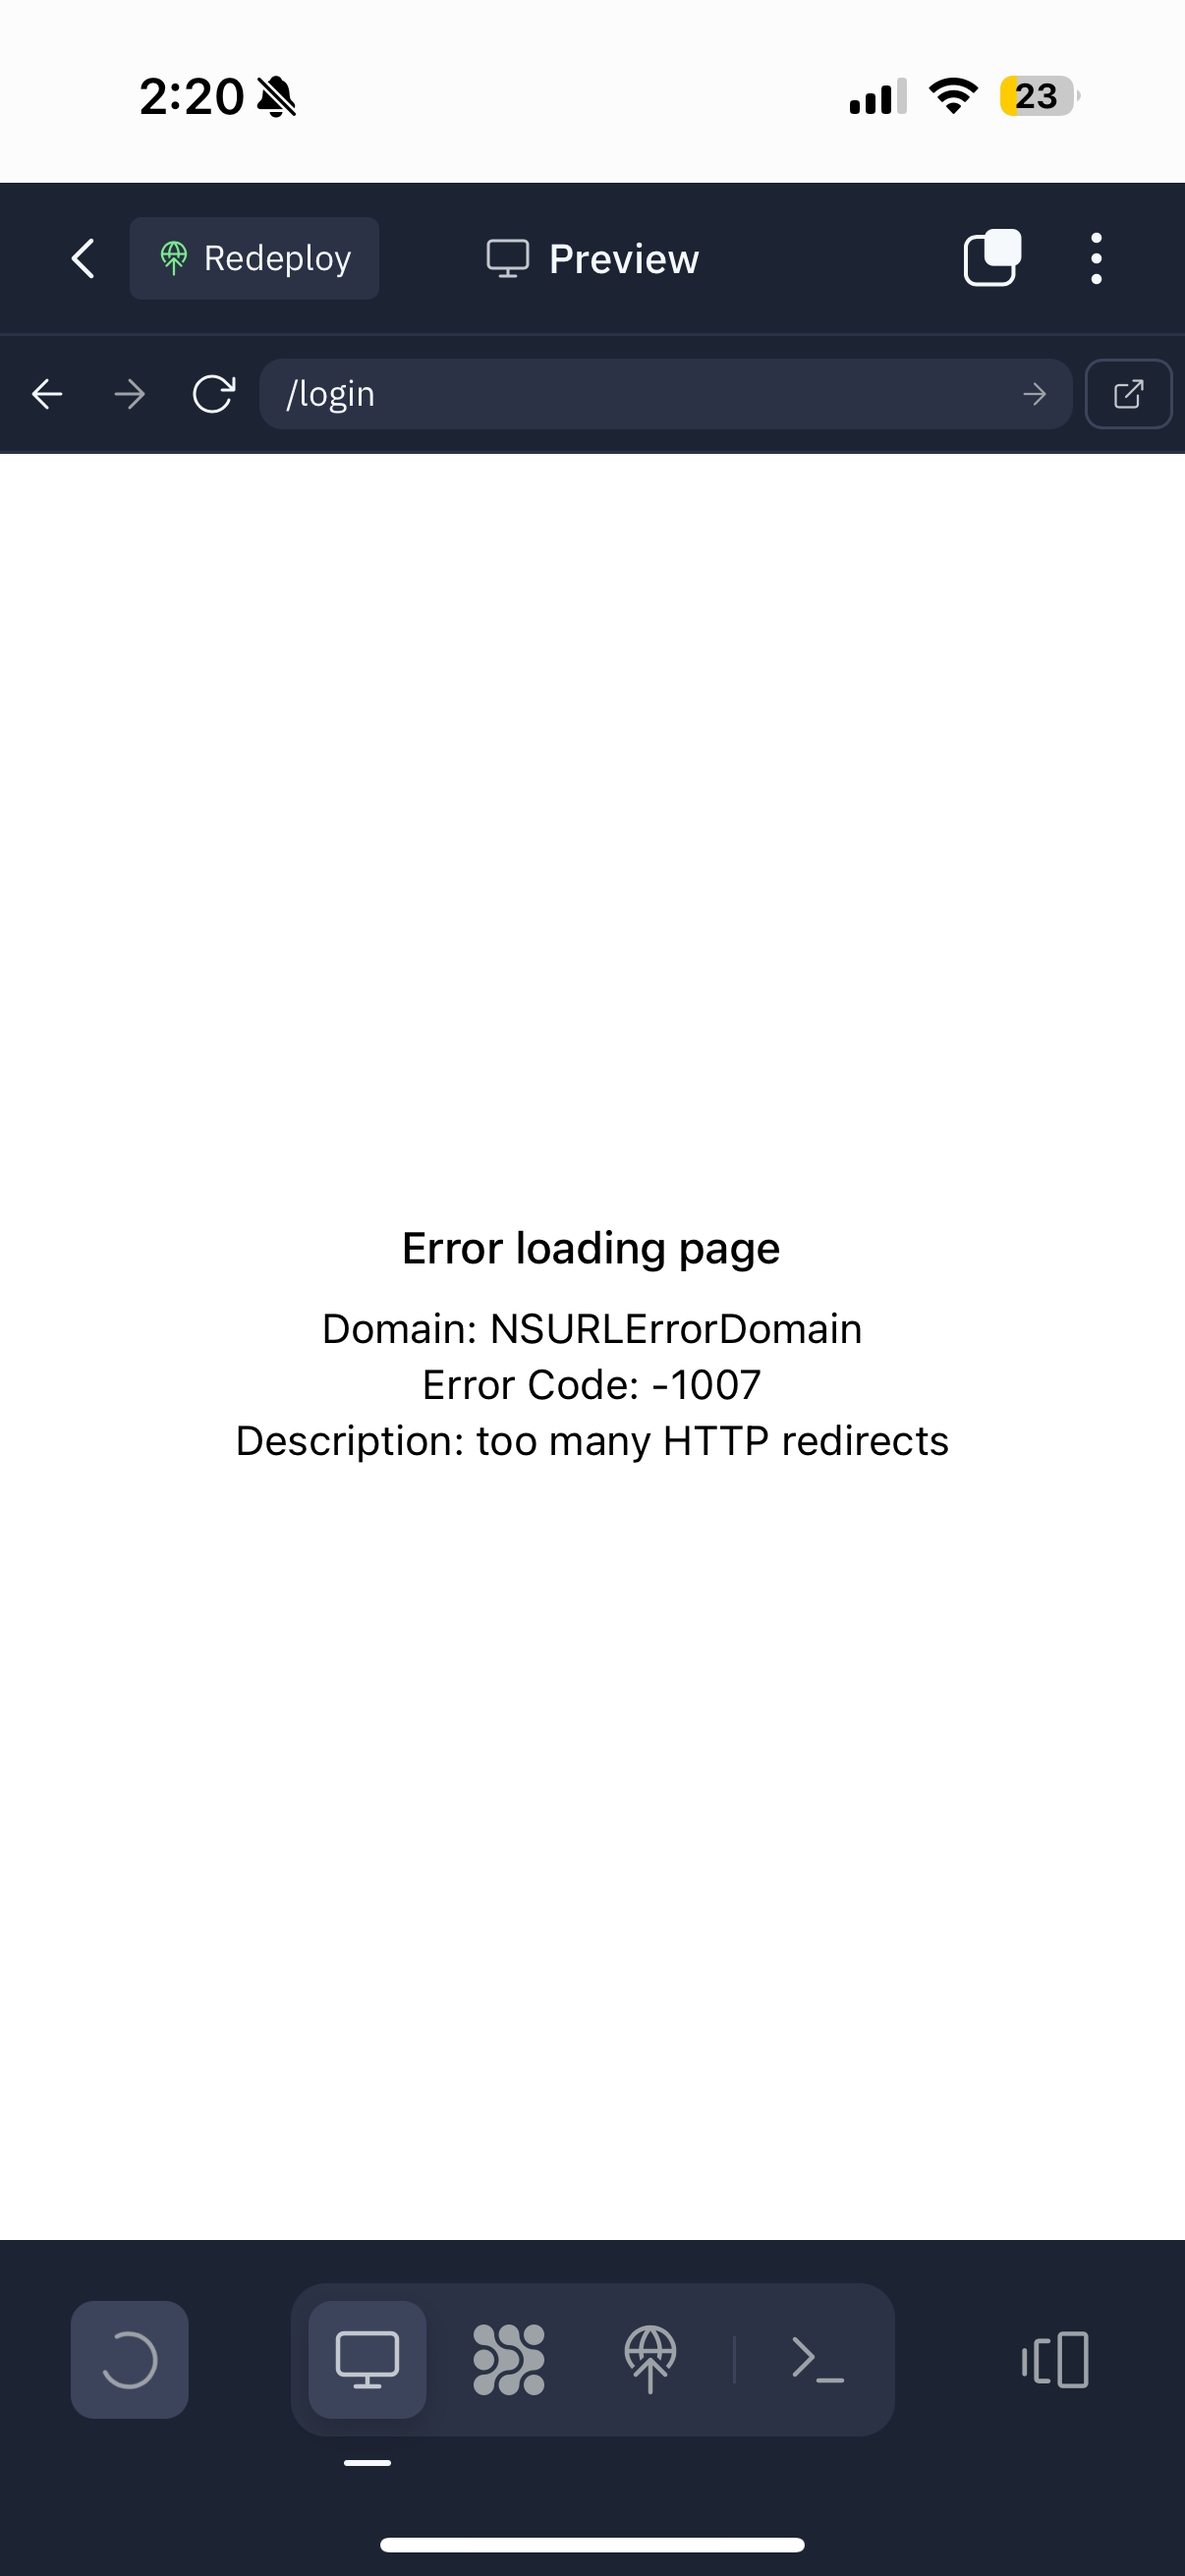 2:20
23
Redeploy
Preview
/login
Error loading page
Domain: NSURLErrorDomain
Error Code: -1007
Description: too many HTTP redirects